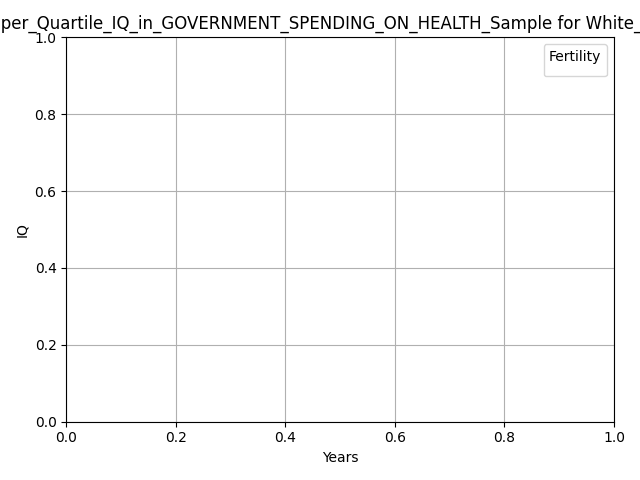 per_Quartile_IQ_in_GOVERNMENT_SPENDING_ON_HEALTH_Sample for White_
Fertility
1.0
0.8
0.6
0.4
0.2
0.0
IQ
0.0 0.2 0.4 0.6 0.8 1.0
Years